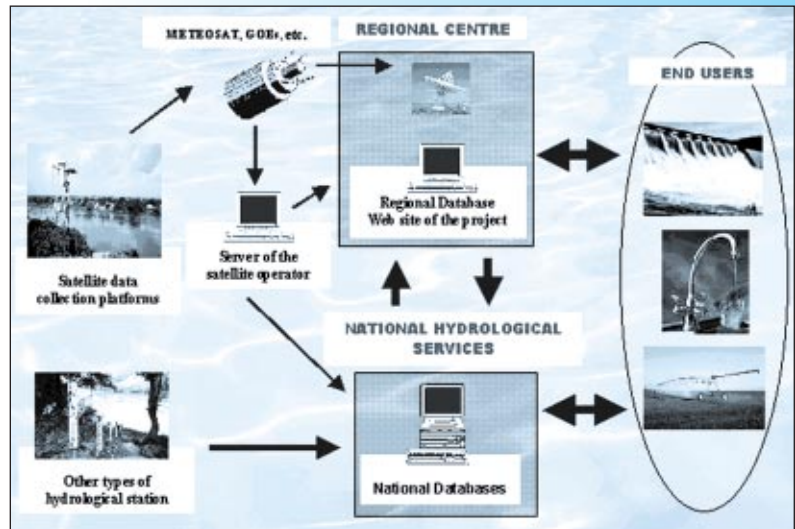 METEOSAT, GOEs, etc.
REGIONAL CENTRE
END USERS
Regional Database
Web site of the project
Server of the
satellite operator
Satellite data
collection platforms
NATIONAL HYDROLOGICAL
SERVICES
Other types of
hydrological station
National Databases